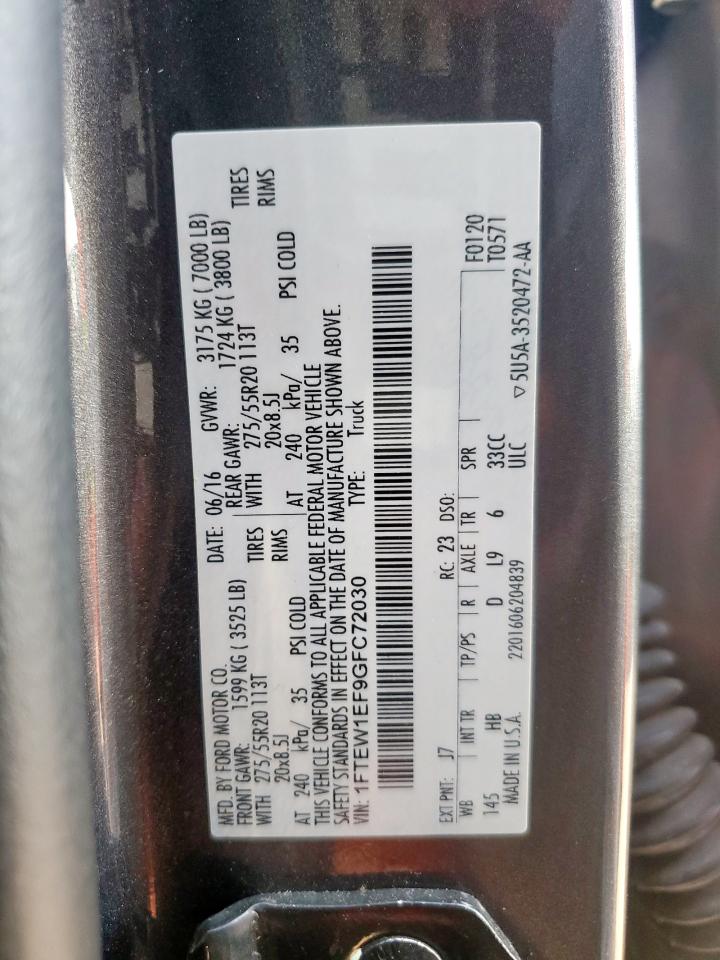 MFD. BY FORD MOTOR CO. DATE: 06/16 GVWR: 3175 KG ( 7000 LB)
FRONT GAWR: 1599 KG ( 3525 LB) REAR GAWR: 1724 KG ( 3800 LB)
WITH 275/55R20 113T TIRES WITH 275/55R20 113T TIRES
20x8.5J RIMS 20x8.5J RIMS
AT 240 kPa/ 35 PSI COLD AT 240 kPa/ 35 PSI COLD
THIS VEHICLE CONFORMS TO ALL APPLICABLE FEDERAL MOTOR VEHICLE
SAFETY STANDARDS IN EFFECT ON THE DATE OF MANUFACTURE SHOWN ABOVE.
VIN: 1FTEW1EF9GFC72030 TYPE: Truck
EXT PNT: J7 RC: 23 DSO: F0120
WB INT TR TP/PS R AXLE TR SPR T0571
145 HB D L9 6 33CC
MADE IN U.S.A. 2201606204839 ULC ▽5U5A-3520472-AA